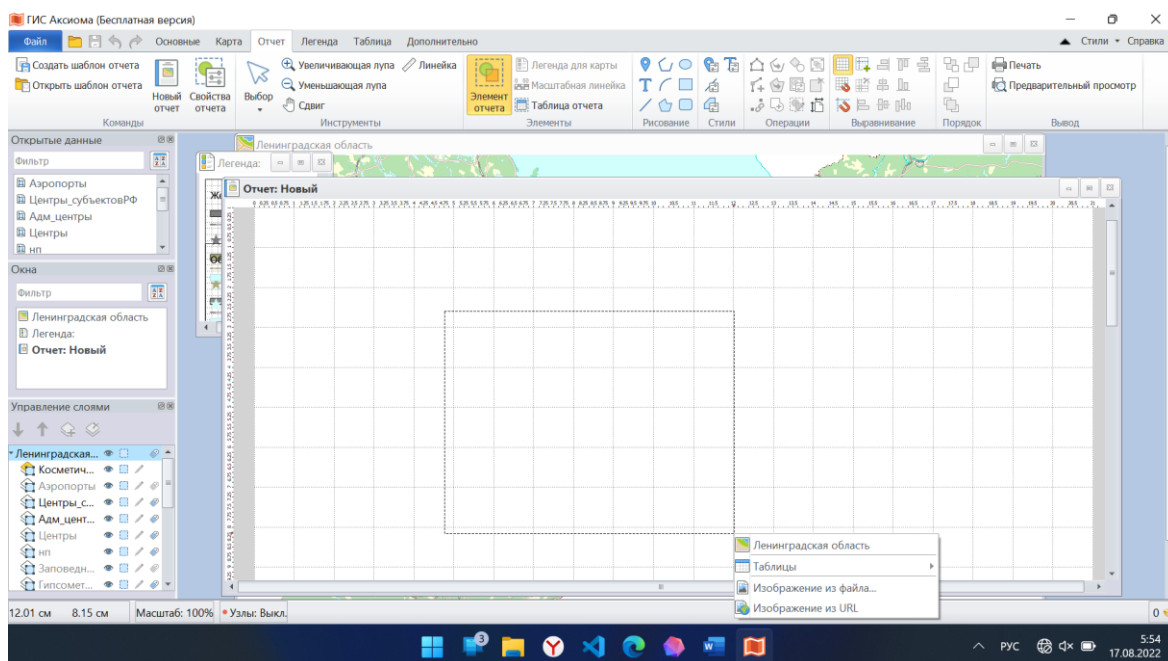 ГИС Аксиома (Бесплатная версия)
Файл Основные Карта Отчет Легенда Таблица Дополнительно Стили Справка
Создать шаблон отчета
Открыть шаблон отчета
Новый отчет
Свойства отчета
Команды
Выбор
Увеличивающая лупа
Линейка
Уменьшающая лупа
Сдвиг
Инструменты
Элемент отчета
Легенда для карты
Масштабная линейка
Таблица отчета
Элементы
Рисование
Стили
Операции
Выравнивание
Порядок
Печать
Предварительный просмотр
Вывод
Открытые данные
Фильтр
Аэропорты
Центры_субъектовРФ
Адм_центры
Центры
нп
Окна
Фильтр
Ленинградская область
Легенда:
Отчет: Новый
Управление слоями
Ленинградская...
Косметич...
Аэропорты
Центры_с...
Адм_цент...
Центры
нп
Заповедн...
Гипсомет...
Ленинградская область
Легенда:
Отчет: Новый
Ленинградская область
Таблицы
Изображение из файла...
Изображение из URL
12.01 см 8.15 см Масштаб: 100% Узлы: Выкл. 0
3
РУС 5:54
17.08.2022